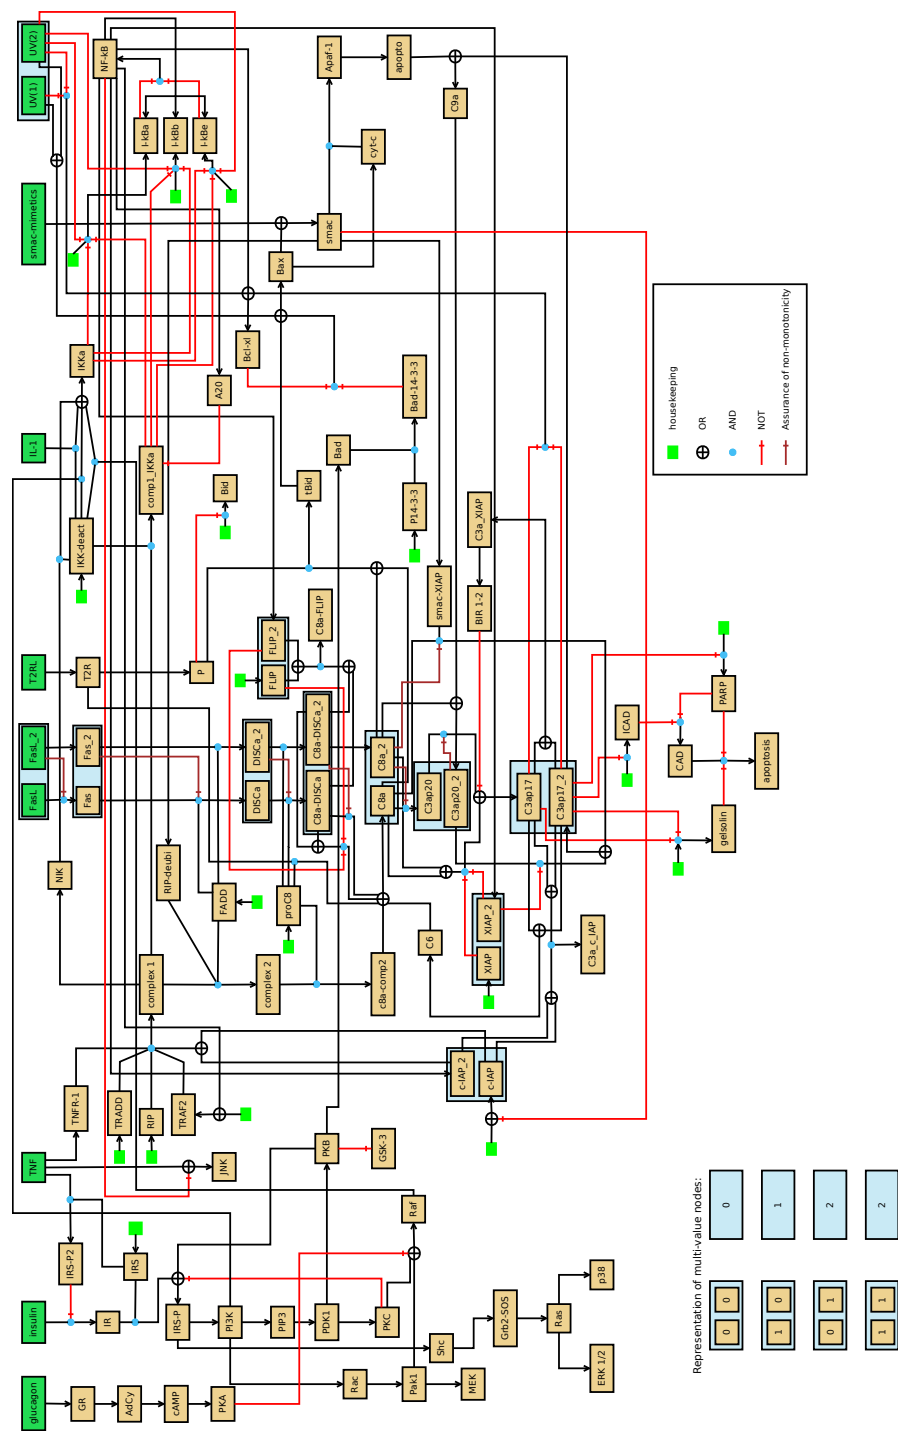 glucagon
insulin
TNF
FasL
FasL_2
T2RL
IL-1
smac-mimetics
UV(1)
UV(2)
GR
AdCy
cAMP
PKA
IR
IRS-P2
IRS
IRS-P
PI3K
PIP3
PDK1
PKC
Rac
Pak1
MEK
Raf
Shc
Grb2-SOS
Ras
ERK 1/2
p38
TNFR-1
TRADD
RIP
TRAF2
JNK
PKB
GSK-3
NIK
complex 1
RIP-deubi
FADD
complex 2
proC8
c8a-comp2
C6
c-IAP_2
c-IAP
XIAP
XIAP_2
C3a_c_IAP
Fas
Fas_2
T2R
P
DISCa
DISCa_2
C8a-DISCa
C8a-DISCa_2
FLIP
FLIP_2
C8a-FLIP
C8a
C8a_2
C3ap20
C3ap20_2
C3ap17
C3ap17_2
IKK-deact
IKKa
comp1_IKKa
A20
Bcl-xl
Bid
tBid
Bad
Bad-14-3-3
P14-3-3
smac-XIAP
BIR 1-2
C3a_XIAP
NF-kB
I-kBa
I-kBb
I-kBe
Bax
smac
cyt-c
Apaf-1
apopto
C9a
ICAD
CAD
PARP
gelsolin
apoptosis
housekeeping
OR
AND
NOT
Assurance of non-monotonicity
Representation of multi-value nodes:
0 0 0
1 0 1
0 1 2
1 1 2